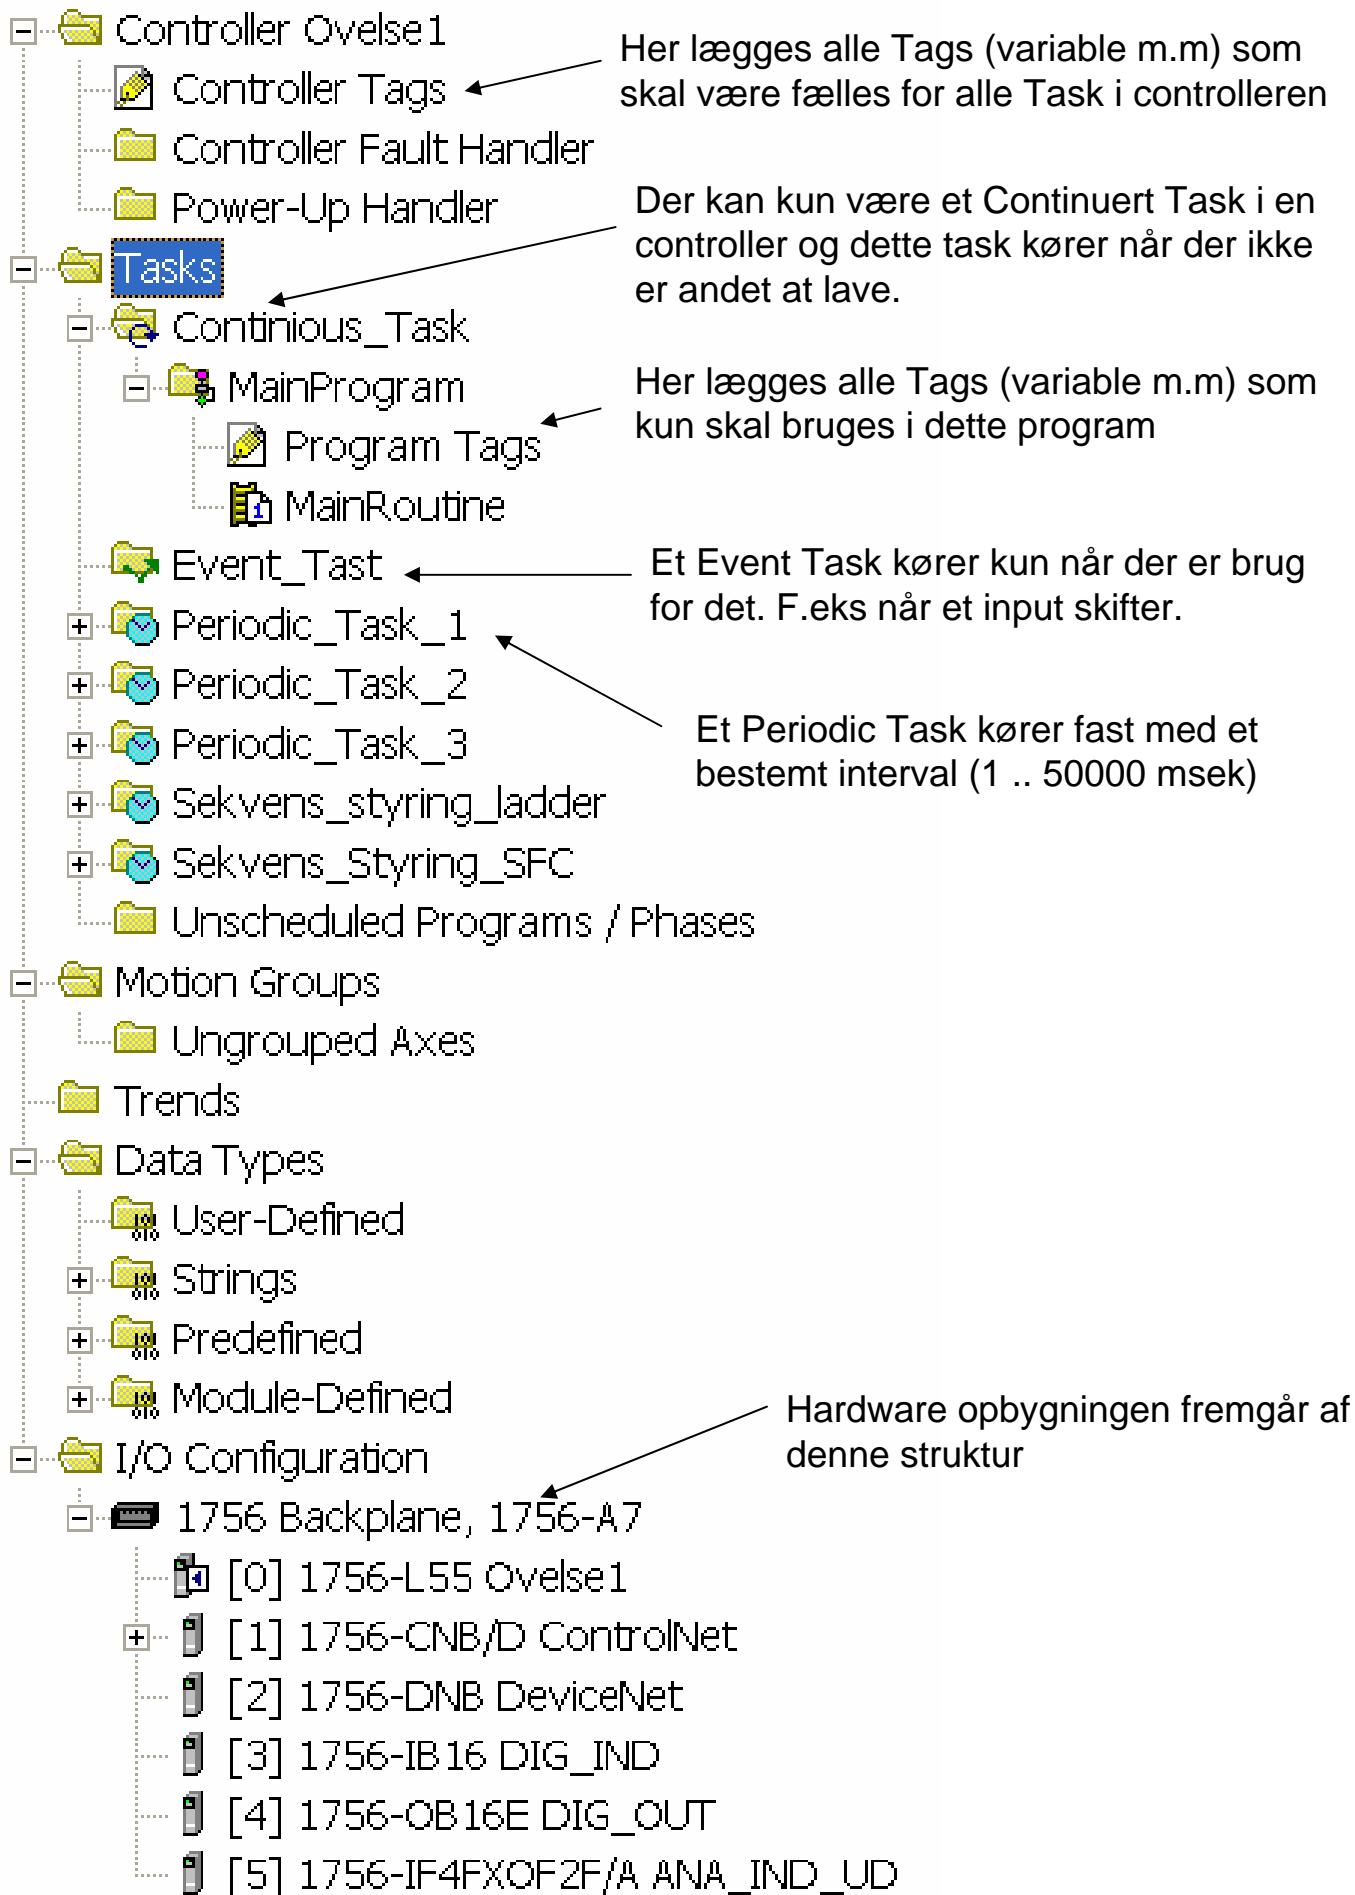 Controller Ovelse1
Her lægges alle Tags (variable m.m) som
skal være fælles for alle Task i controlleren
Controller Tags
Controller Fault Handler
Power-Up Handler
Der kan kun være et Continuert Task i en
controller og dette task kører når der ikke
er andet at lave.
Tasks
Continious_Task
MainProgram
Her lægges alle Tags (variable m.m) som
kun skal bruges i dette program
Program Tags
MainRoutine
Event_Tast
Et Event Task kører kun når der er brug
for det. F.eks når et input skifter.
Periodic_Task_1
Periodic_Task_2
Periodic_Task_3
Et Periodic Task kører fast med et
bestemt interval (1 .. 50000 msek)
Sekvens_styring_ladder
Sekvens_Styring_SFC
Unscheduled Programs / Phases
Motion Groups
Ungrouped Axes
Trends
Data Types
User-Defined
Strings
Predefined
Module-Defined
Hardware opbygningen fremgår af
denne struktur
I/O Configuration
1756 Backplane, 1756-A7
[0] 1756-L55 Ovelse1
[1] 1756-CNB/D ControlNet
[2] 1756-DNB DeviceNet
[3] 1756-IB16 DIG_IND
[4] 1756-OB16E DIG_OUT
[5] 1756-IF4FXOF2F/A ANA_IND_UD